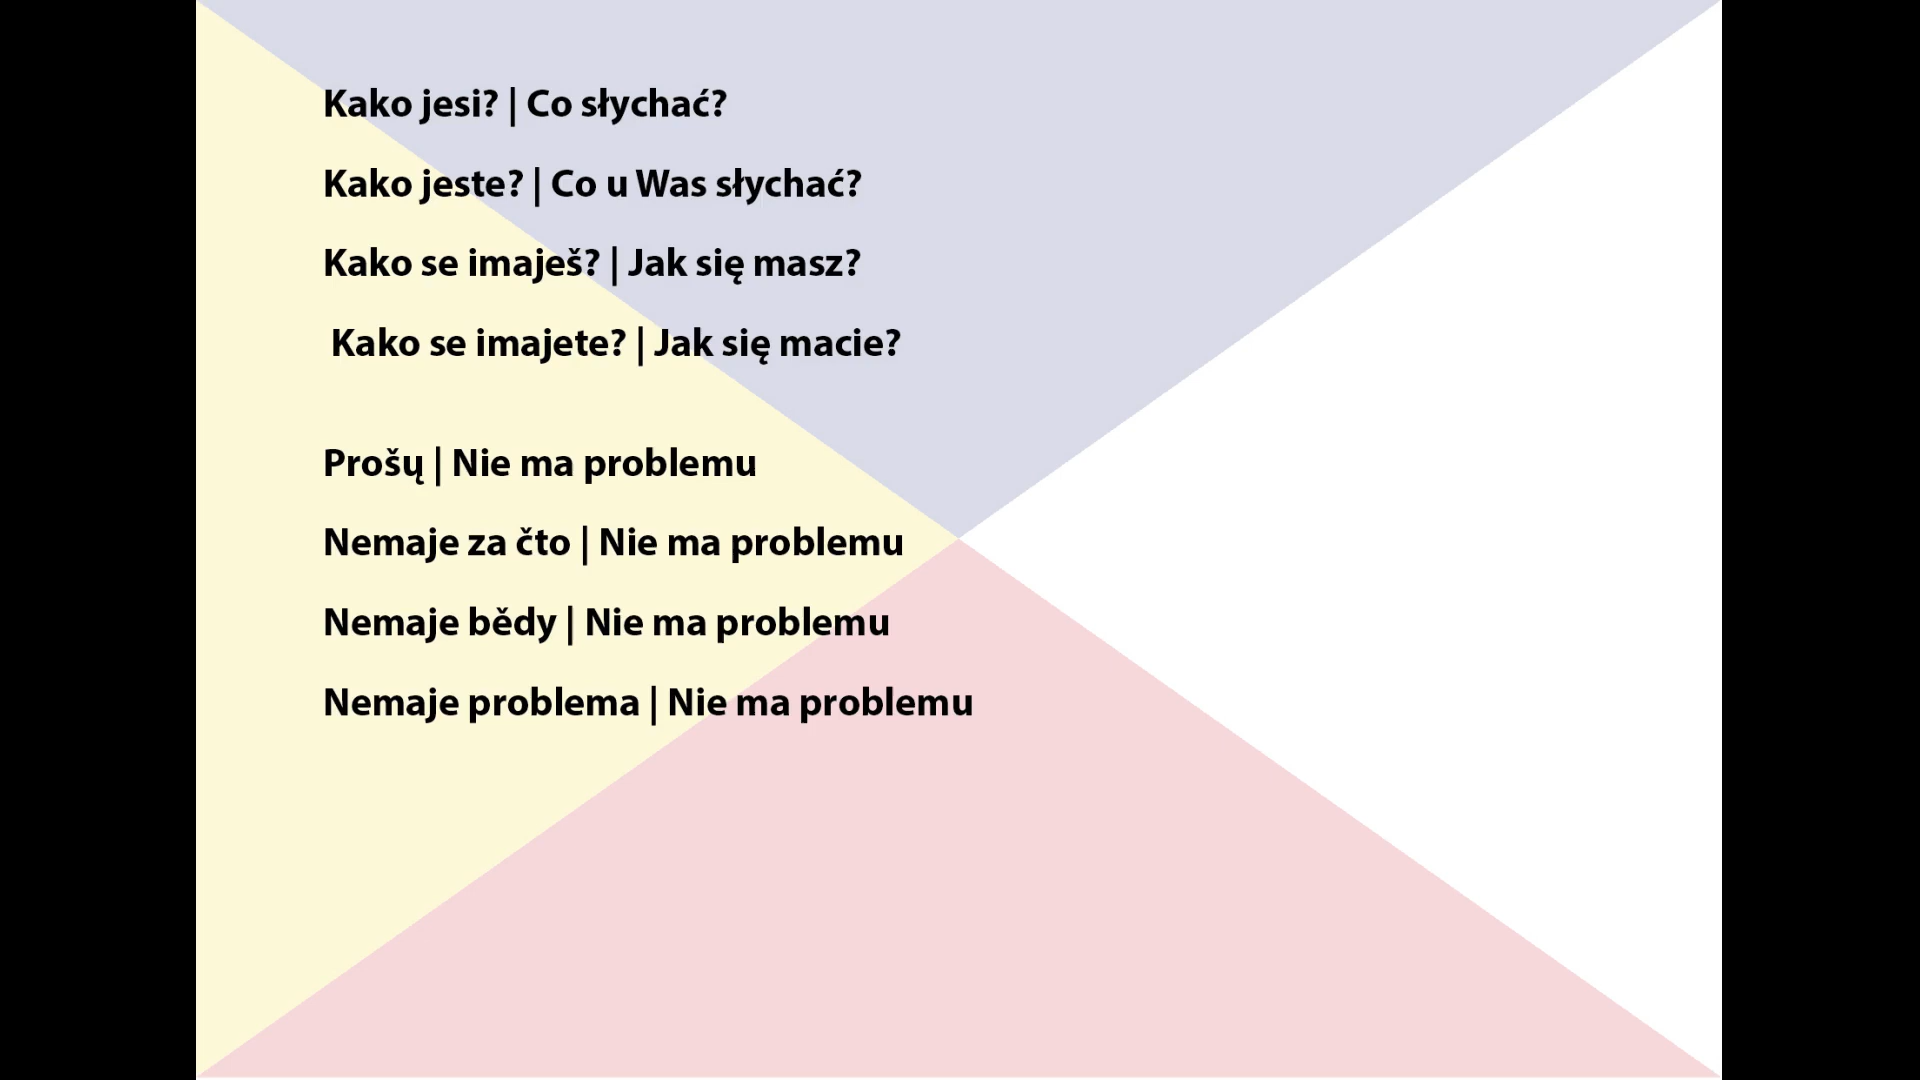 Kako jesi? | Co słychać?
Kako jeste? | Co u Was słychać?
Kako se imaješ? | Jak się masz?
Kako se imajete? | Jak się macie?
Prošų | Nie ma problemu
Nemaje za čto | Nie ma problemu
Nemaje bědy | Nie ma problemu
Nemaje problema | Nie ma problemu